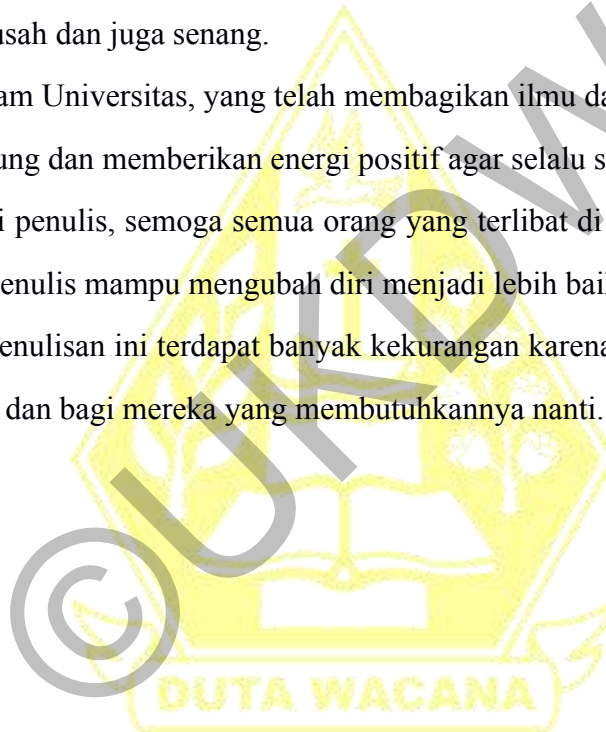 usah dan juga senang.
am Universitas, yang telah membagikan ilmu da
ung dan memberikan energi positif agar selalu s
i penulis, semoga semua orang yang terlibat di
enulis mampu mengubah diri menjadi lebih baik
enulisan ini terdapat banyak kekurangan karena
dan bagi mereka yang membutuhkannya nanti.
©UKDW
DUTA WACANA